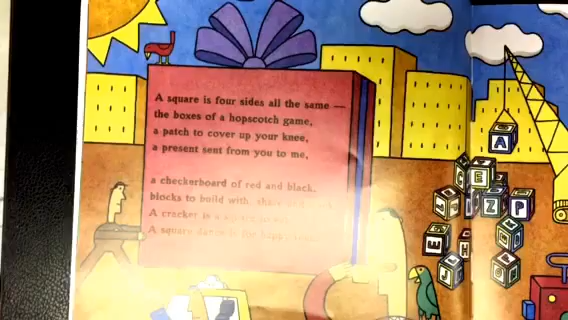 A square is four sides all the same —
the boxes of a hopscotch game,
a patch to cover up your knee,
a present sent from you to me,
a checkerboard of red and black,
blocks to build with,
A cracker is a
A square
A
E
I Z P
W H
J